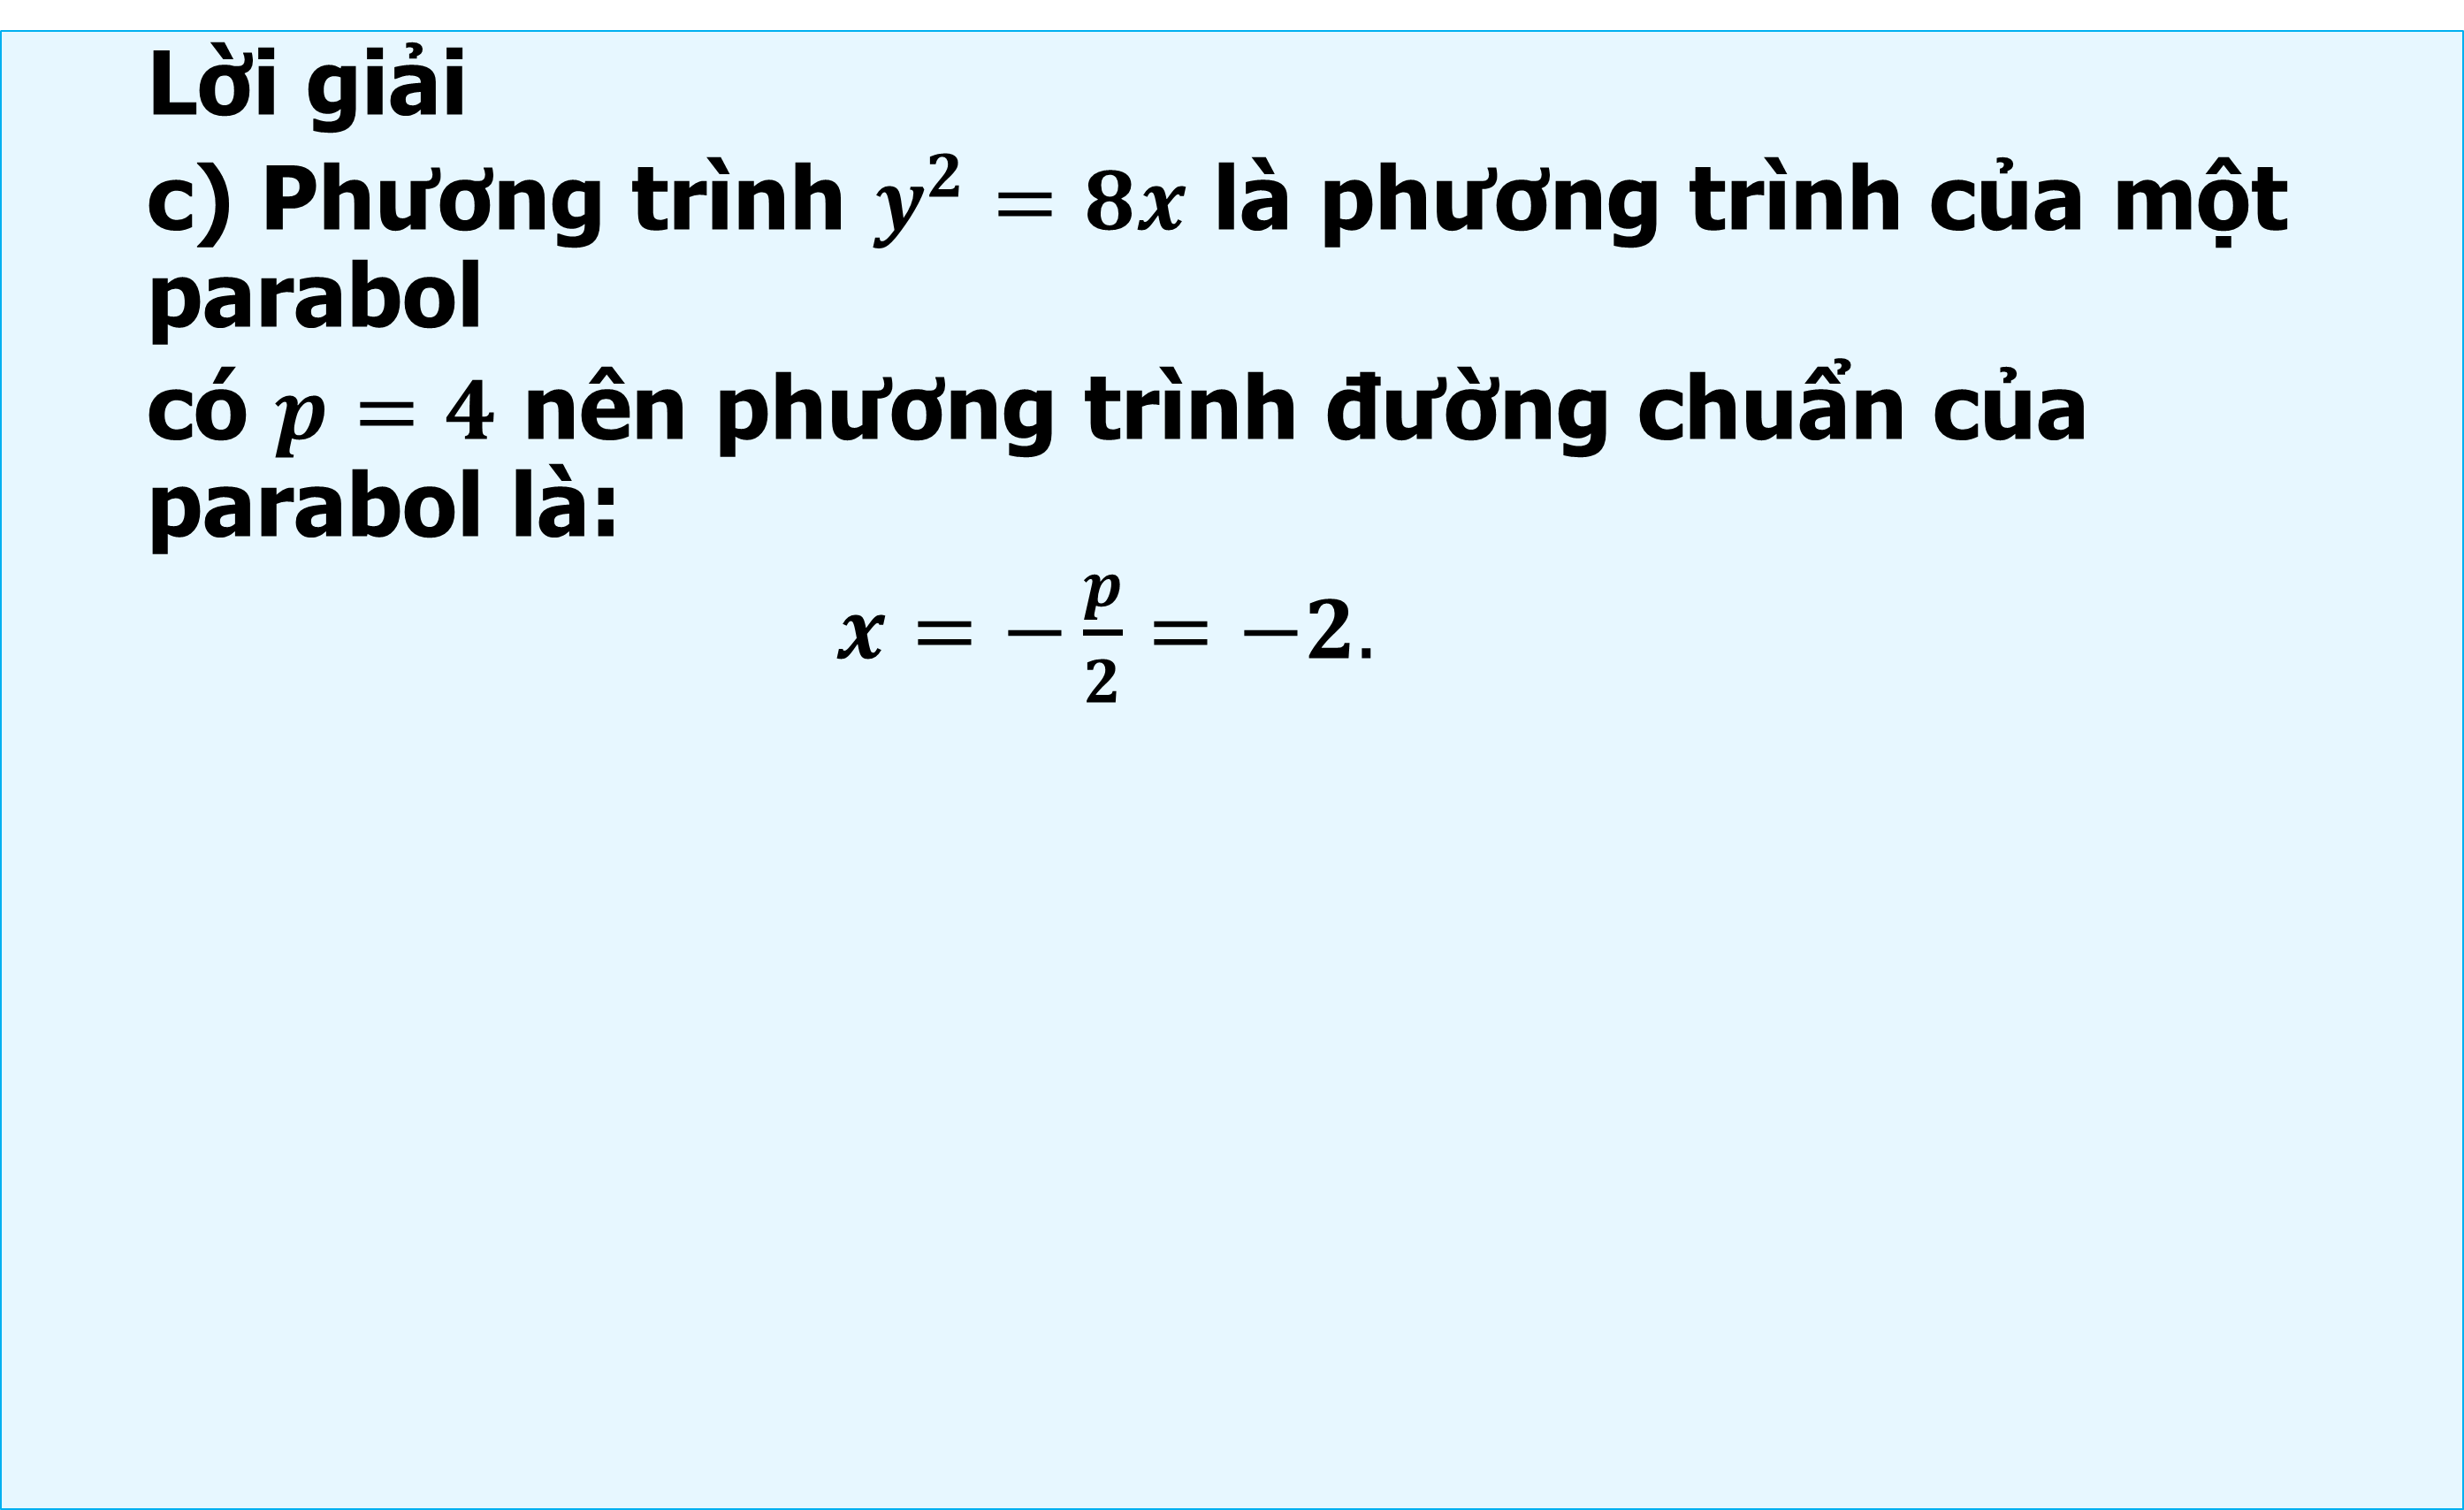 Lời giải
c) Phương trình y² = 8x là phương trình của một
parabol
có p = 4 nên phương trình đường chuẩn của
parabol là:
x = −p/2 = −2.